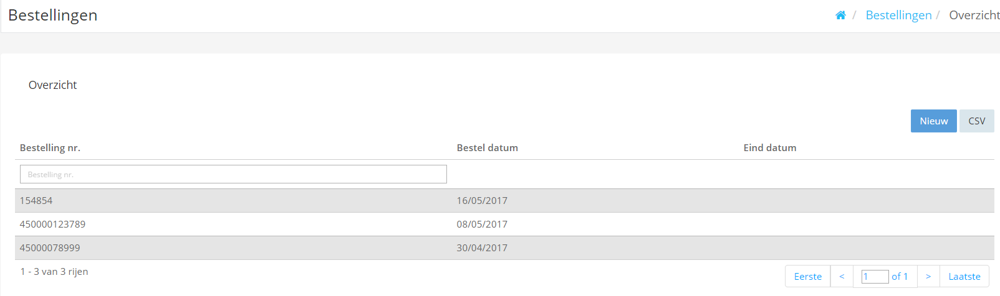 Bestellingen
/ Bestellingen / Overzicht
Overzicht
Nieuw CSV
Bestelling nr. Bestel datum Eind datum
Bestelling nr.
154854 16/05/2017
450000123789 08/05/2017
45000078999 30/04/2017
1 - 3 van 3 rijen
Eerste < 1 of 1 > Laatste